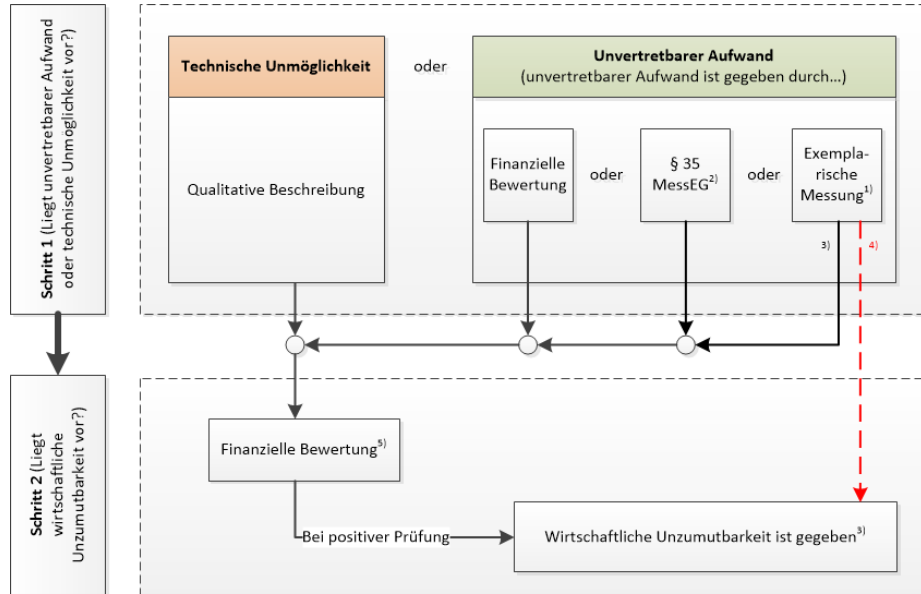 Schritt 1 (Liegt unvertretbarer Aufwand
oder technische Unmöglichkeit vor?)
Technische Unmöglichkeit
oder
Unvertretbarer Aufwand
(unvertretbarer Aufwand ist gegeben durch...)
Qualitative Beschreibung
Finanzielle
Bewertung
oder
§ 35
MessEG2)
oder
Exempla-
rische
Messung1)
3)
4)
Schritt 2 (Liegt
wirtschaftliche
Unzumutbarkeit vor?)
Finanzielle Bewertung5)
Bei positiver Prüfung
Wirtschaftliche Unzumutbarkeit ist gegeben3)